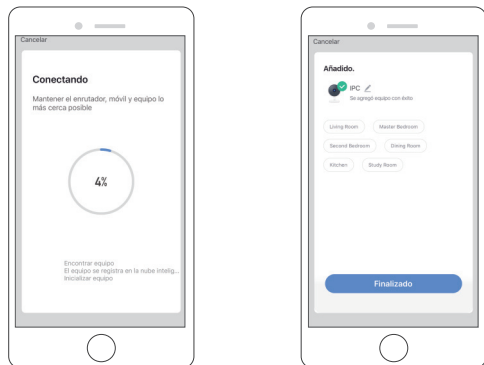 Cancelar
Conectando
Mantener el enrutador, móvil y equipo lo
más cerca posible
4%
Encontrar equipo
El equipo se registra en la nube intelig...
Inicializar equipo
Cancelar
Añadido.
IPC
Se agregó equipo con éxito
Living Room Master Bedroom
Second Bedroom Dining Room
Kitchen Study Room
Finalizado